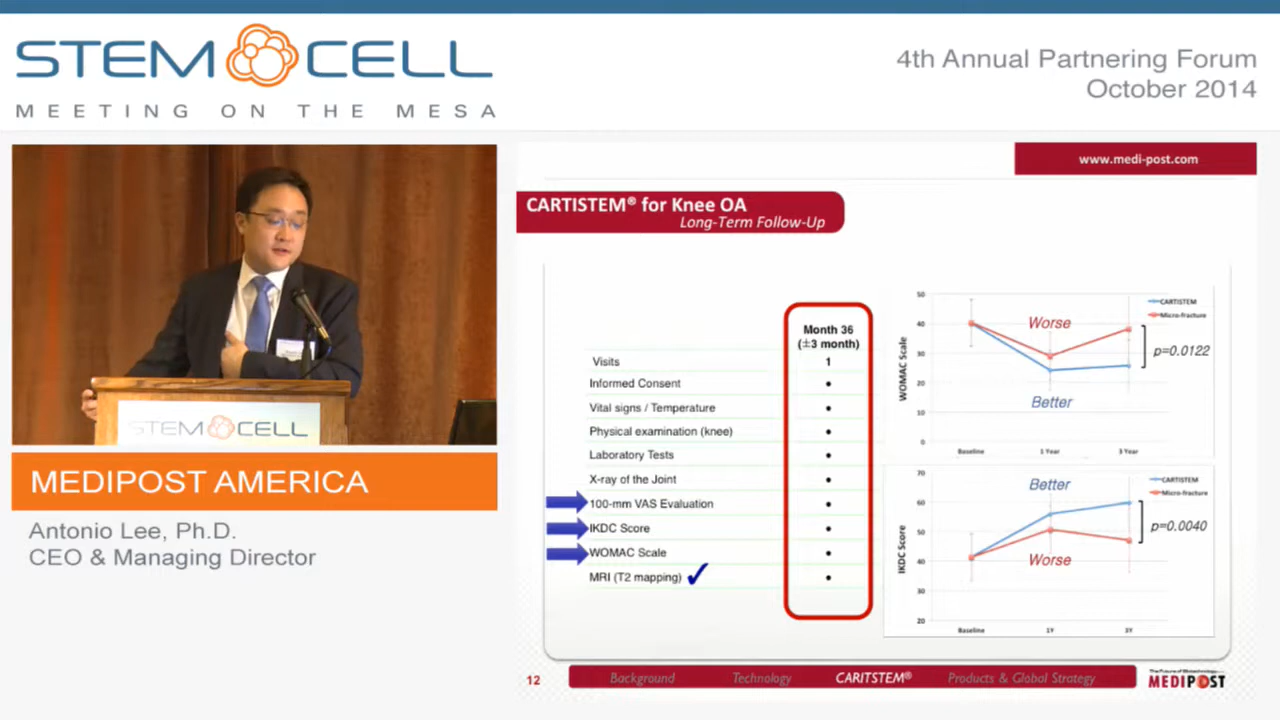 STEM CELL
MEETING ON THE MESA
4th Annual Partnering Forum
October 2014
STEM CELL
MEDIPOST AMERICA
Antonio Lee, Ph.D.
CEO & Managing Director
www.medi-post.com
CARTISTEM® for Knee OA
Long-Term Follow-Up
Month 36
(±3 month)
Visits 1
Informed Consent •
Vital signs / Temperature •
Physical examination (knee) •
Laboratory Tests •
X-ray of the Joint •
100-mm VAS Evaluation •
IKDC Score •
WOMAC Scale •
MRI (T2 mapping) ✓ •
WOMAC Scale
50
40
30
20
10
0
Baseline 1 Year 3 Year
CARTISTEM
Micro-fracture
Worse
Better
p=0.0122
IKDC Score
70
60
50
40
30
20
Baseline 1Y 3Y
CARTISTEM
Micro-fracture
Better
Worse
p=0.0040
12
Background Technology CARITSTEM® Products & Global Strategy
The Future of Biotechnology
MEDIPOST